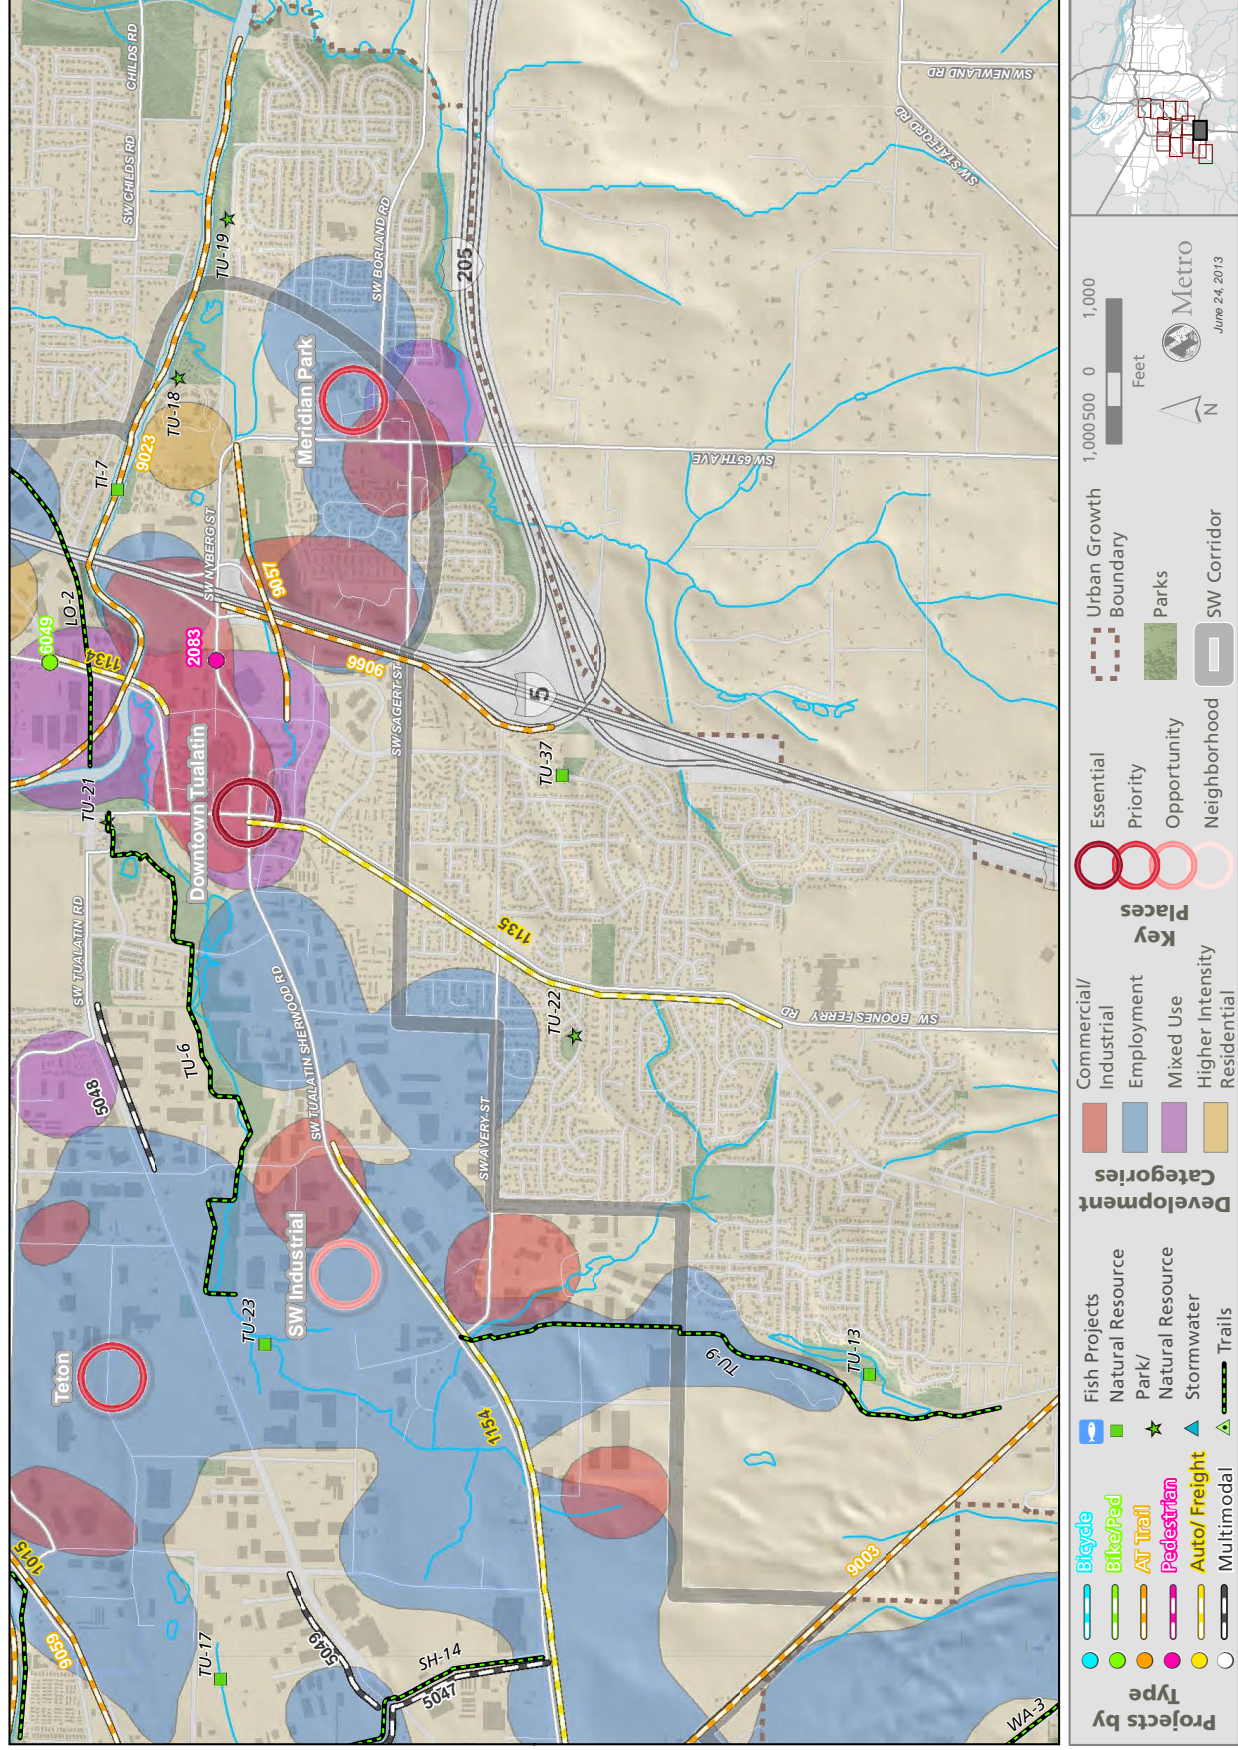 1015
9059
TU-17
5049
SH-14
5047
WA-3
9003
Teton
TU-23
SW Industrial
1154
SW AVERY ST
TU-9
TU-13
5048
TU-6
SW TUALATIN RD
SW TUALATIN SHERWOOD RD
TU-22
SW BOONES FERRY RD
1135
TU-21
Downtown Tualatin
TU-37
SW SAGERT ST
5
6049
LO-2
1134
2083
SW NYBERG ST
9066
9057
TI-7
9023
TU-18
Meridian Park
SW 65TH AVE
TU-19
SW BORLAND RD
205
SW CHILDS RD
CHILDS RD
SW STAFFORD RD
SW NEWLAND RD
Projects by
Type
Bicycle
Bike/Ped
AT Trail
Pedestrian
Auto/ Freight
Multimodal
Fish Projects
Natural Resource
Park/
Natural Resource
Stormwater
Trails
Development
Categories
Commercial/
Industrial
Employment
Mixed Use
Higher Intensity
Residential
Key
Places
Essential
Priority
Opportunity
Neighborhood
Urban Growth
Boundary
Parks
SW Corridor
1,000 500 0 1,000
Feet
N
Metro
June 24, 2013